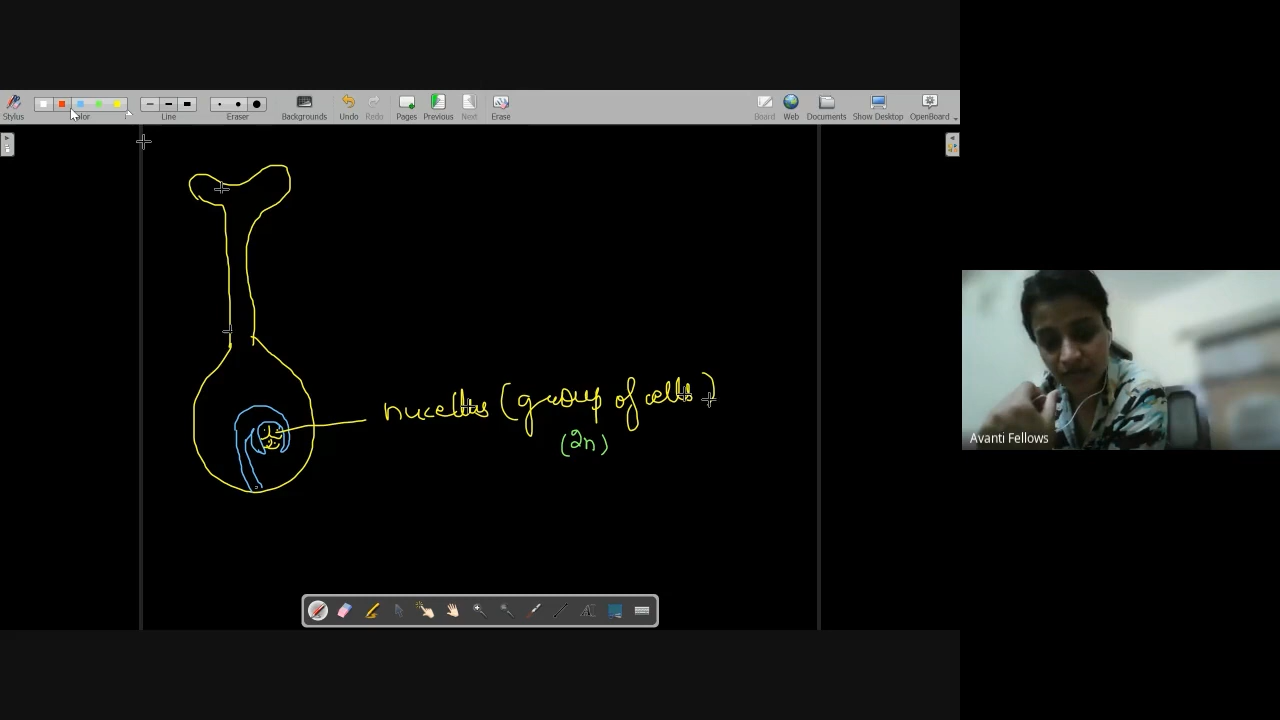 Stylus
Color
Line
Eraser
Backgrounds
Undo
Redo
Pages
Previous
Next
Erase
Board
Web
Documents
Show Desktop
OpenBoard
nucellus (group of cells)
(2n)
Avanti Fellows